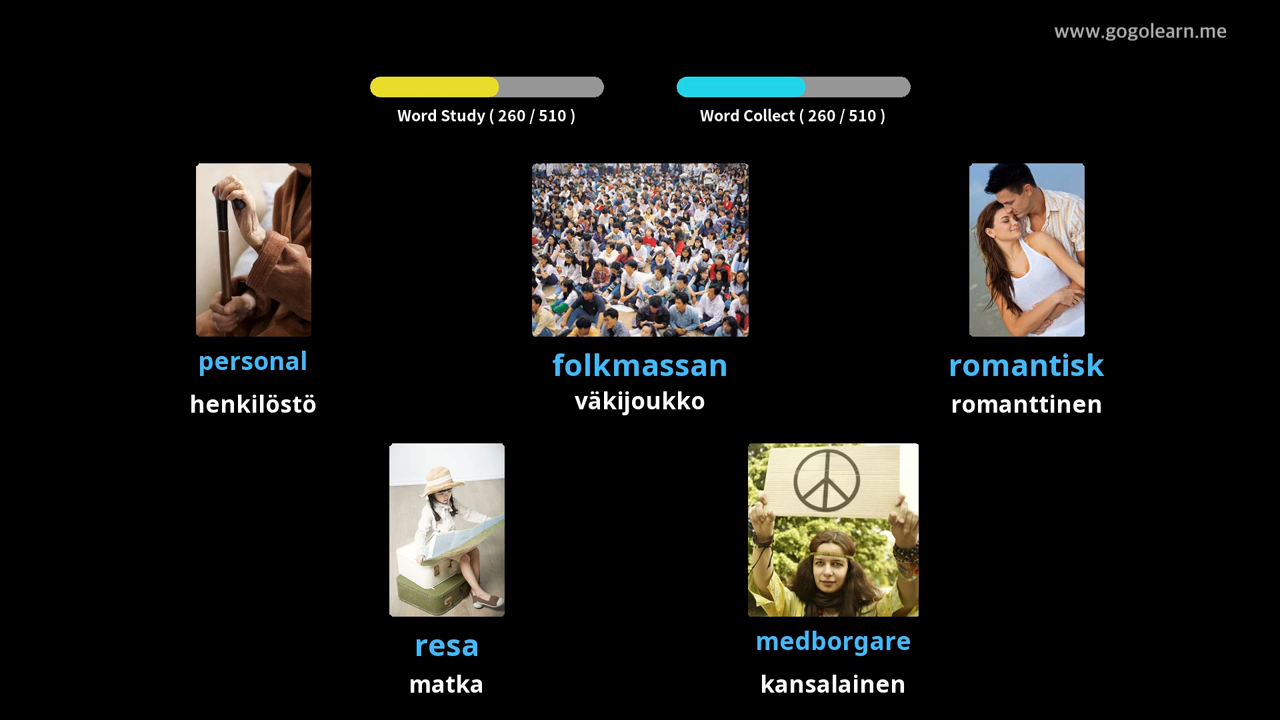 www.gogolearn.me
Word Study ( 260 / 510 )
Word Collect ( 260 / 510 )
personal
henkilöstö
folkmassan
väkijoukko
romantisk
romanttinen
resa
matka
medborgare
kansalainen